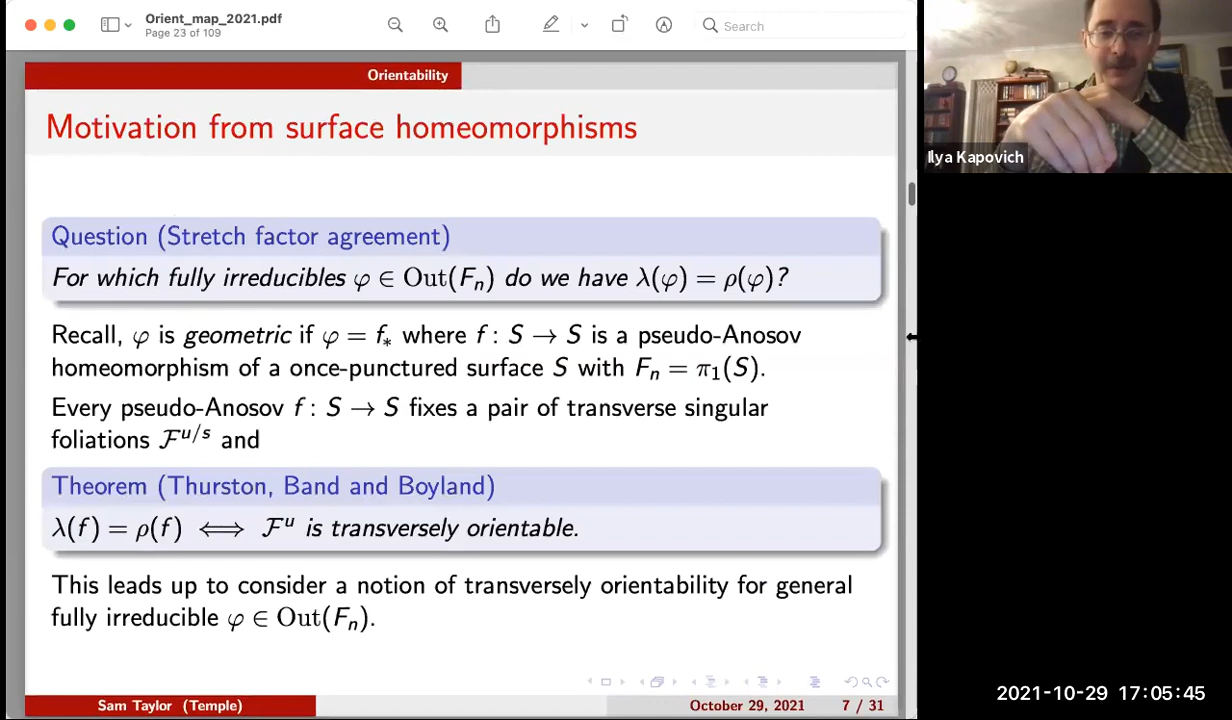 Orient_map_2021.pdf
Page 23 of 109
Search
Orientability
Motivation from surface homeomorphisms
Question (Stretch factor agreement)
For which fully irreducibles φ ∈ Out(Fₙ) do we have λ(φ) = ρ(φ)?
Recall, φ is geometric if φ = f∗ where f : S → S is a pseudo-Anosov
homeomorphism of a once-punctured surface S with Fₙ = π₁(S).
Every pseudo-Anosov f : S → S fixes a pair of transverse singular
foliations ℱᵘ/ˢ and
Theorem (Thurston, Band and Boyland)
λ(f) = ρ(f) ⟺ ℱᵘ is transversely orientable.
This leads up to consider a notion of transversely orientability for general
fully irreducible φ ∈ Out(Fₙ).
Sam Taylor (Temple)
October 29, 2021
7 / 31
Ilya Kapovich
2021-10-29 17:05:45